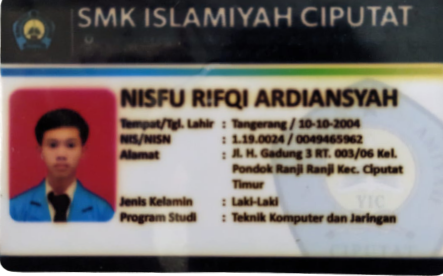 SMK ISLAMIYAH CIPUTAT
NISFU RIFQI ARDIANSYAH
Tempat/Tgl. Lahir : Tangerang / 10-10-2004
NIS/NISN : 1.19.0024 / 0049465962
Alamat : Jl. H. Gadung 3 RT. 003/06 Kel.
Pondok Ranji Ranji Kec. Ciputat
Timur
Jenis Kelamin : Laki-Laki
Program Studi : Teknik Komputer dan Jaringan
YIC
CIPUTAT